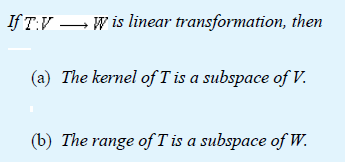 If T:V ⟶ W is linear transformation, then
(a) The kernel of T is a subspace of V.
(b) The range of T is a subspace of W.